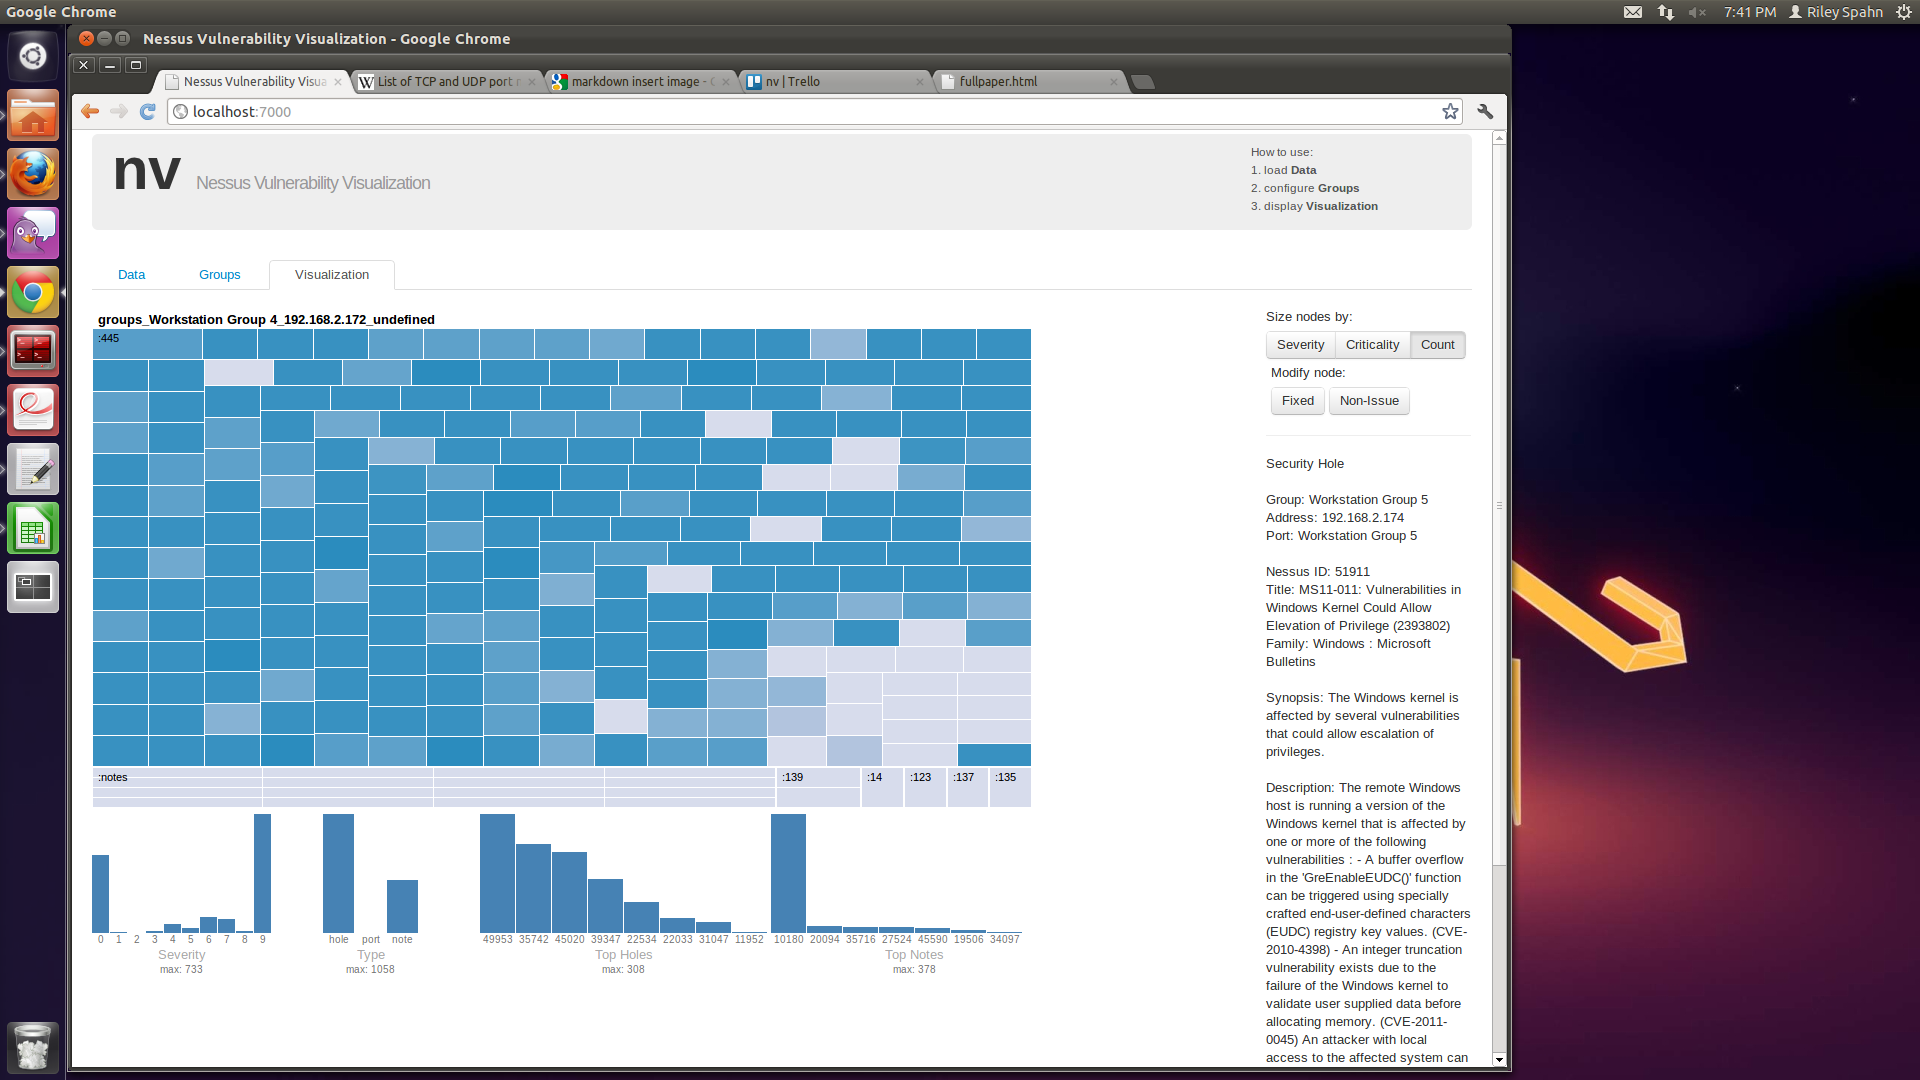 Google Chrome
7:41 PM
Riley Spahn
Nessus Vulnerability Visualization - Google Chrome
Nessus Vulnerability Visua
List of TCP and UDP port n
markdown insert image - G
nv | Trello
fullpaper.html
localhost:7000
nv Nessus Vulnerability Visualization
How to use:
1. load Data
2. configure Groups
3. display Visualization
Data
Groups
Visualization
groups_Workstation Group 4_192.168.2.172_undefined
:445
:notes
:139
:14
:123
:137
:135
0 1 2 3 4 5 6 7 8 9
Severity
max: 733
hole port note
Type
max: 1058
49953 35742 45020 39347 22534 22033 31047 11952
Top Holes
max: 308
10180 20094 35716 27524 45590 19506 34097
Top Notes
max: 378
Size nodes by:
Severity Criticality Count
Modify node:
Fixed Non-Issue
Security Hole
Group: Workstation Group 5
Address: 192.168.2.174
Port: Workstation Group 5
Nessus ID: 51911
Title: MS11-011: Vulnerabilities in
Windows Kernel Could Allow
Elevation of Privilege (2393802)
Family: Windows : Microsoft
Bulletins
Synopsis: The Windows kernel is
affected by several vulnerabilities
that could allow escalation of
privileges.
Description: The remote Windows
host is running a version of the
Windows kernel that is affected by
one or more of the following
vulnerabilities : - A buffer overflow
in the 'GreEnableEUDC()' function
can be triggered using specially
crafted end-user-defined characters
(EUDC) registry key values. (CVE-
2010-4398) - An integer truncation
vulnerability exists due to the
failure of the Windows kernel to
validate user supplied data before
allocating memory. (CVE-2011-
0045) An attacker with local
access to the affected system can